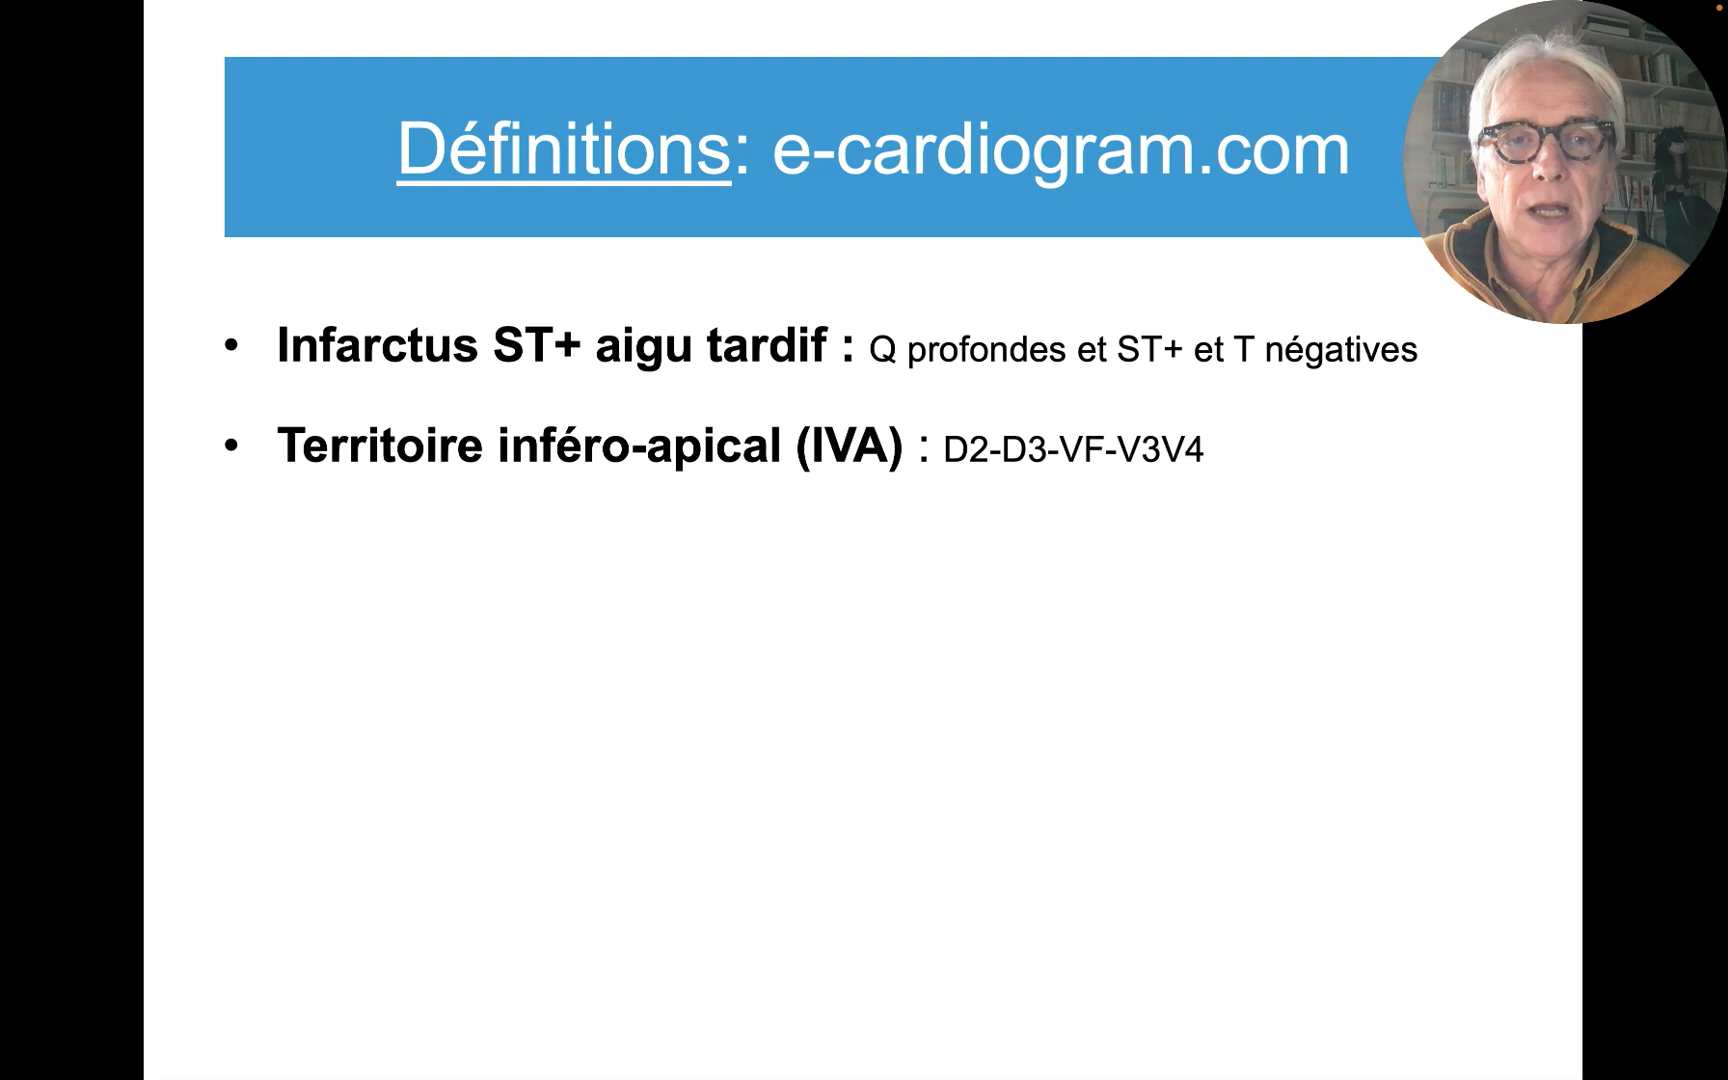 Définitions: e-cardiogram.com
• Infarctus ST+ aigu tardif : Q profondes et ST+ et T négatives
• Territoire inféro-apical (IVA) : D2-D3-VF-V3V4